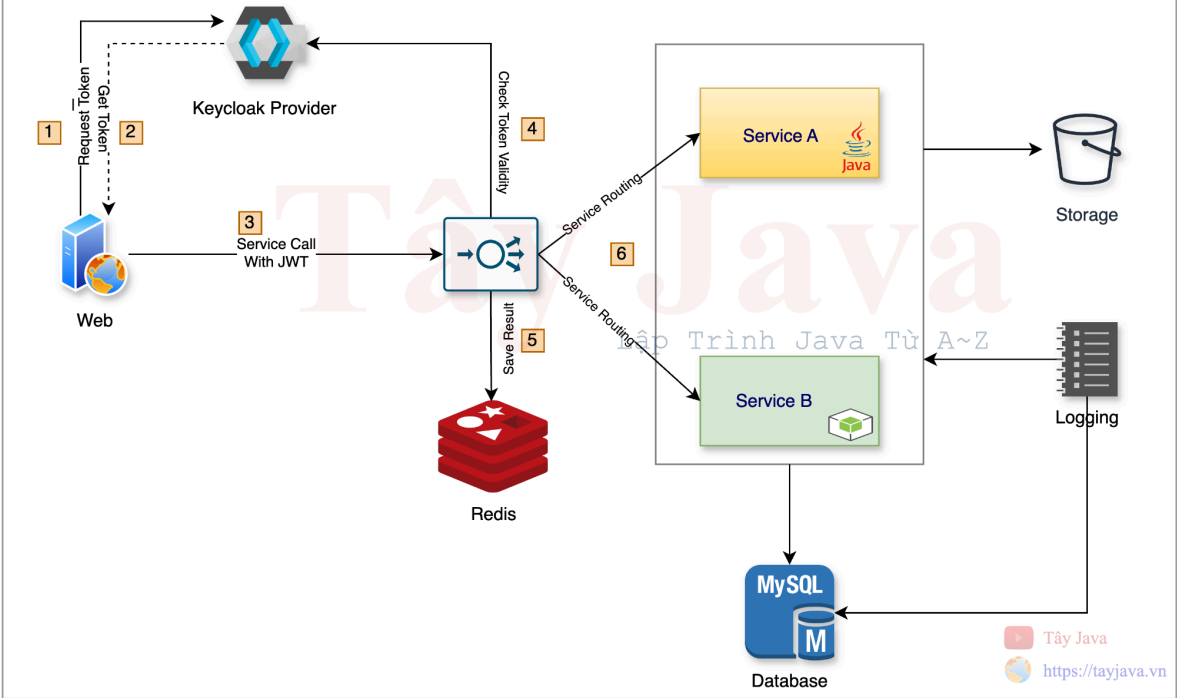 Keycloak Provider
1
Request Token
Get Token
2
Check Token Validity
4
Service A
Java
Storage
Service Routing
3
Service Call
With JWT
6
Web
Tây Java
Lập Trình Java Từ A~Z
Service Routing
Save Result
5
Service B
Logging
Redis
MySQL
M
Database
Tây Java
https://tayjava.vn